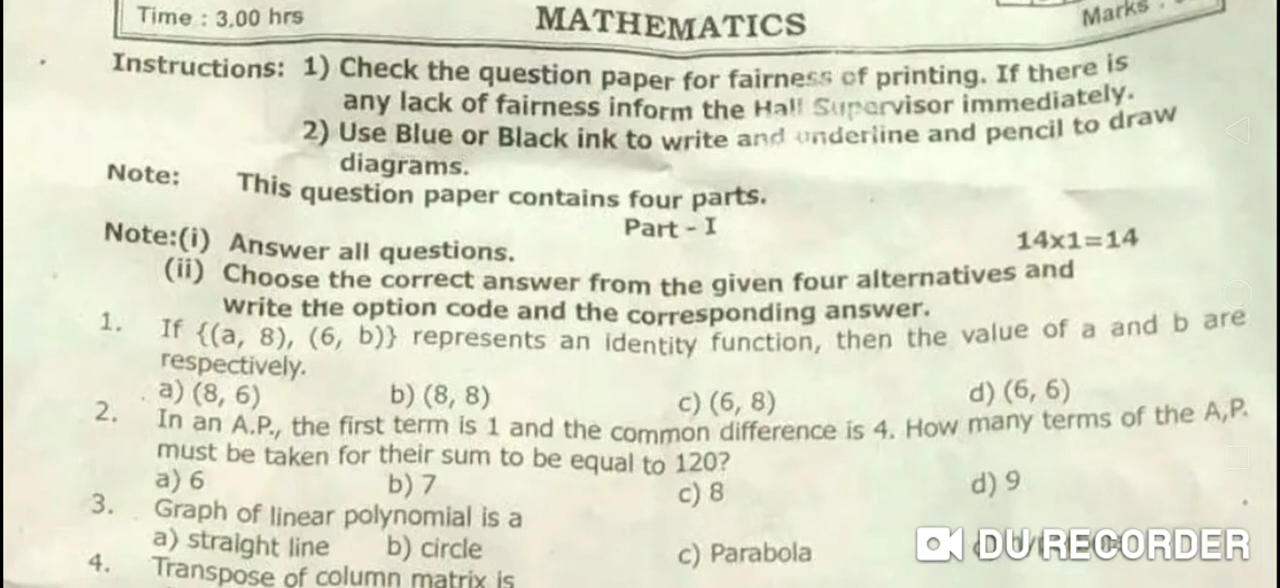 Time : 3.00 hrs
MATHEMATICS
Marks
Instructions: 1) Check the question paper for fairness of printing. If there is
any lack of fairness inform the Hall Supervisor immediately.
2) Use Blue or Black ink to write and underline and pencil to draw
diagrams.
Note: This question paper contains four parts.
Part - I
Note:(i) Answer all questions. 14x1=14
(ii) Choose the correct answer from the given four alternatives and
write the option code and the corresponding answer.
1. If {(a, 8), (6, b)} represents an identity function, then the value of a and b are
respectively.
a) (8, 6) b) (8, 8) c) (6, 8) d) (6, 6)
2. In an A.P., the first term is 1 and the common difference is 4. How many terms of the A,P.
must be taken for their sum to be equal to 120?
a) 6 b) 7 c) 8 d) 9
3. Graph of linear polynomial is a
a) straight line b) circle c) Parabola
DU RECORDER
4. Transpose of column matrix is